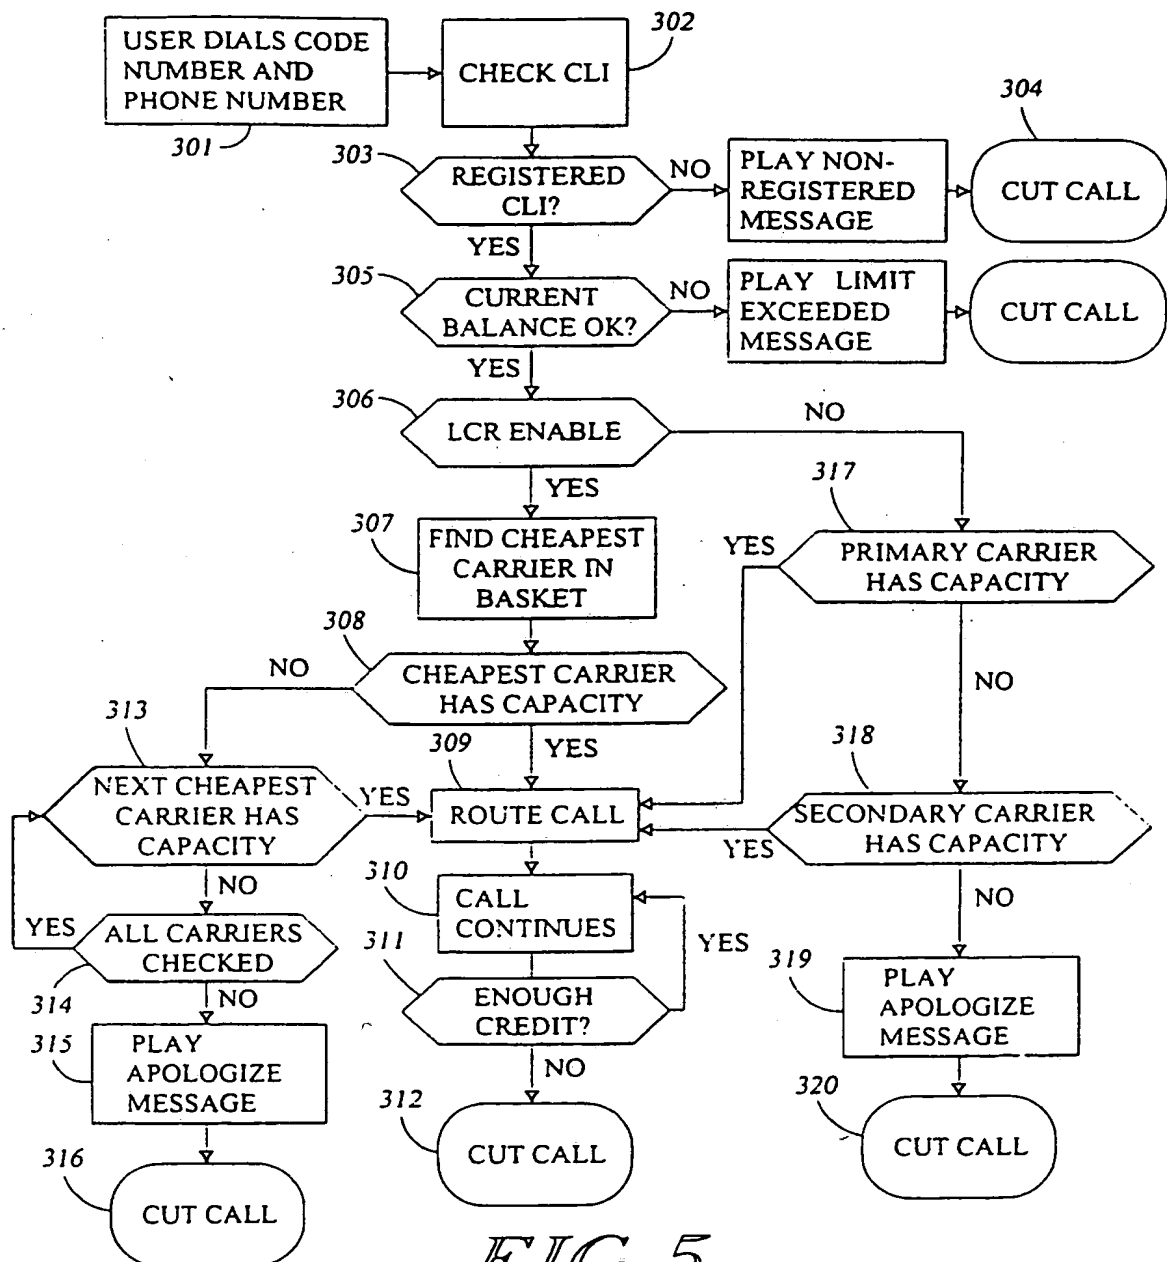 USER DIALS CODE
NUMBER AND
PHONE NUMBER
301
CHECK CLI
302
303
REGISTERED
CLI?
NO
PLAY NON-
REGISTERED
MESSAGE
304
CUT CALL
YES
305
CURRENT
BALANCE OK?
NO
PLAY LIMIT
EXCEEDED
MESSAGE
CUT CALL
YES
306
LCR ENABLE
NO
YES
307
FIND CHEAPEST
CARRIER IN
BASKET
317
YES
PRIMARY CARRIER
HAS CAPACITY
308
NO
CHEAPEST CARRIER
HAS CAPACITY
NO
313
309
YES
318
NEXT CHEAPEST
CARRIER HAS
CAPACITY
YES
ROUTE CALL
SECONDARY CARRIER
HAS CAPACITY
YES
NO
310
CALL
CONTINUES
NO
YES
ALL CARRIERS
CHECKED
314
311
YES
ENOUGH
CREDIT?
319
PLAY
APOLOGIZE
MESSAGE
NO
315
PLAY
APOLOGIZE
MESSAGE
NO
312
CUT CALL
320
CUT CALL
316
CUT CALL
FIG. 5